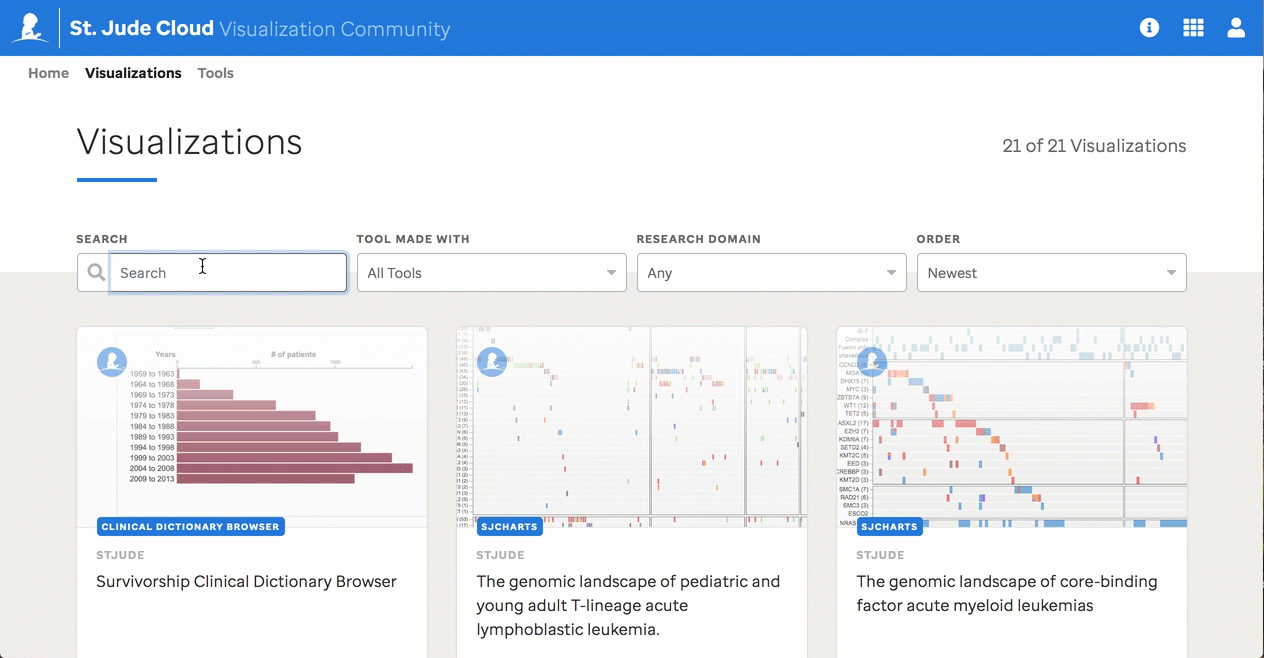 St. Jude Cloud Visualization Community
Home Visualizations Tools
Visualizations
21 of 21 Visualizations
SEARCH TOOL MADE WITH RESEARCH DOMAIN ORDER
Search All Tools Any Newest
Years # of patients
0 500 1000
1959 to 1963
1964 to 1968
1969 to 1973
1974 to 1978
1979 to 1983
1984 to 1988
1989 to 1993
1994 to 1998
1999 to 2003
2004 to 2008
2009 to 2013
CLINICAL DICTIONARY BROWSER
STJUDE
Survivorship Clinical Dictionary Browser
SJCHARTS
STJUDE
The genomic landscape of pediatric and
young adult T-lineage acute
lymphoblastic leukemia.
-5/-7
Complex
Fusion only
CCND2
MGA
DHX15 (7)
MYC (3)
ZBTB7A (9)
WT1 (12)
TET2 (5)
ASXL2 (17)
EZH2 (7)
KDM6A (7)
SETD2 (4)
KMT2C (5)
EED (3)
CREBBP (3)
KMT2D (3)
SMC1A (7)
RAD21 (6)
SMC3 (3)
ESCO2
NRAS
SJCHARTS
STJUDE
The genomic landscape of core-binding
factor acute myeloid leukemias